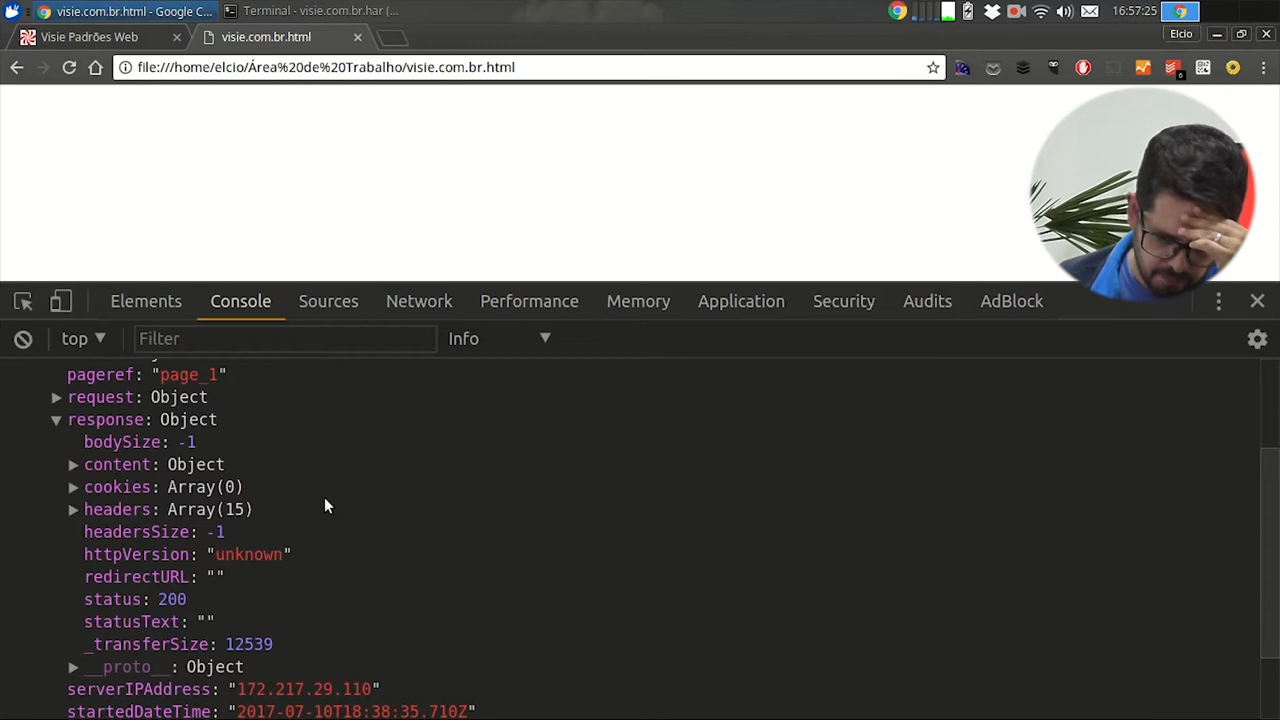 visie.com.br.html - Google C...
Terminal - visie.com.br.har (...
16:57:25
Visie Padrões Web
visie.com.br.html
Elcio
file:///home/elcio/Área%20de%20Trabalho/visie.com.br.html
6
Elements
Console
Sources
Network
Performance
Memory
Application
Security
Audits
AdBlock
top
Filter
Info
pageref: "page_1"
request: Object
response: Object
bodySize: -1
content: Object
cookies: Array(0)
headers: Array(15)
headersSize: -1
httpVersion: "unknown"
redirectURL: ""
status: 200
statusText: ""
_transferSize: 12539
__proto__: Object
serverIPAddress: "172.217.29.110"
startedDateTime: "2017-07-10T18:38:35.710Z"